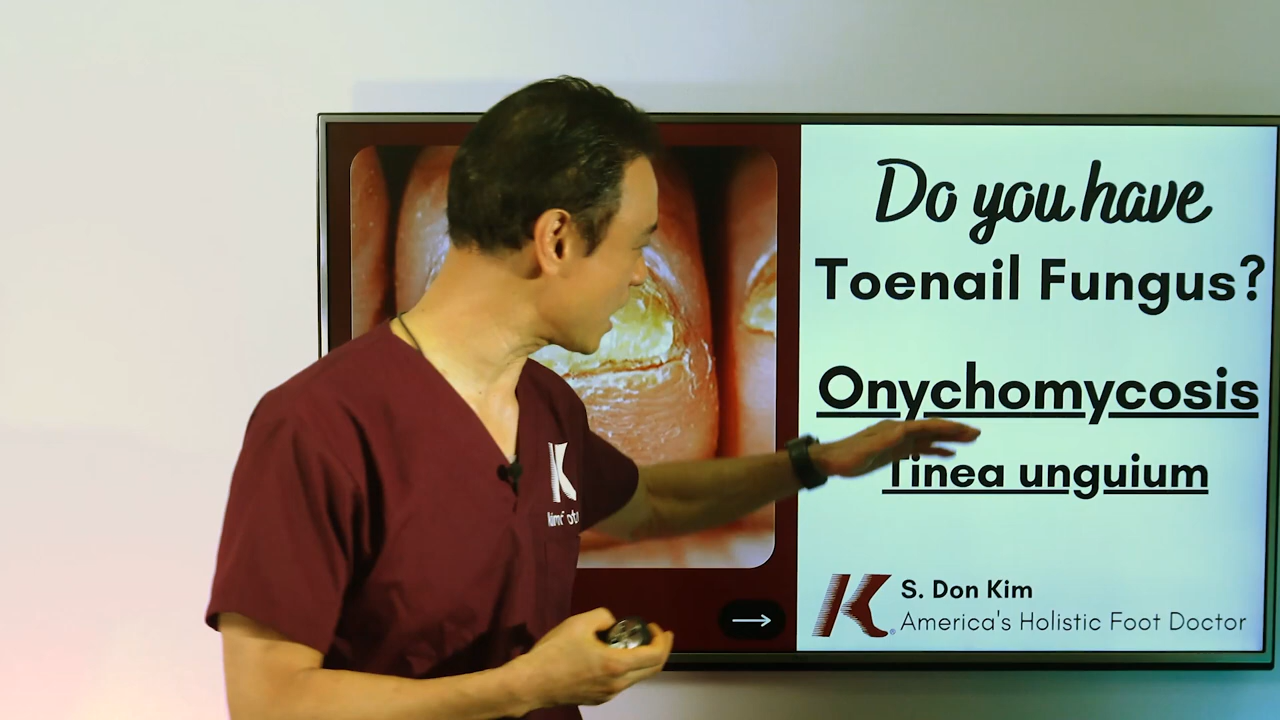 Do you have
Toenail Fungus?
Onychomycosis
Tinea unguium
K
S. Don Kim
America's Holistic Foot Doctor
K